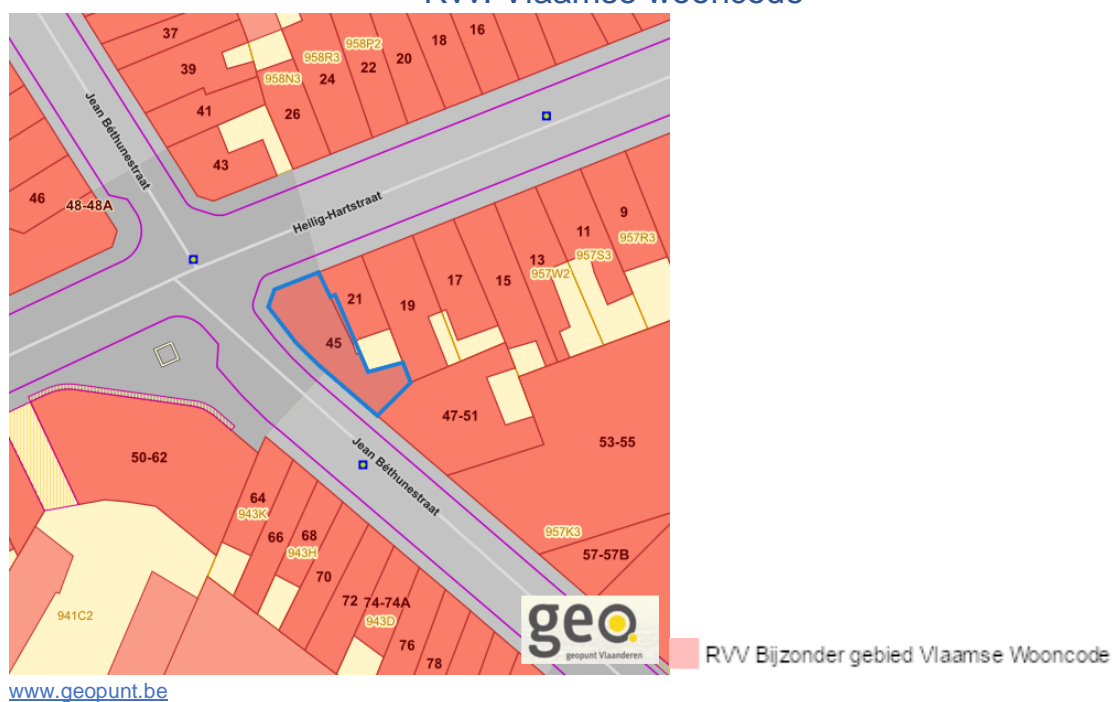 RVV: Vlaamse wooncode
37
958P2
18
16
39
958R3
20
22
958N3
24
Jean Béthunestraat
41
26
43
46
48-48A
Heilig-Hartstraat
9
11
957R3
957S3
13
957W2
17
15
21
19
45
47-51
53-55
50-62
Jean Béthunestraat
64
943K
66
68
943H
957K3
57-57B
70
72
74-74A
941C2
943D
76
78
geo
geopunt Vlaanderen
RVV Bijzonder gebied Vlaamse Wooncode
www.geopunt.be